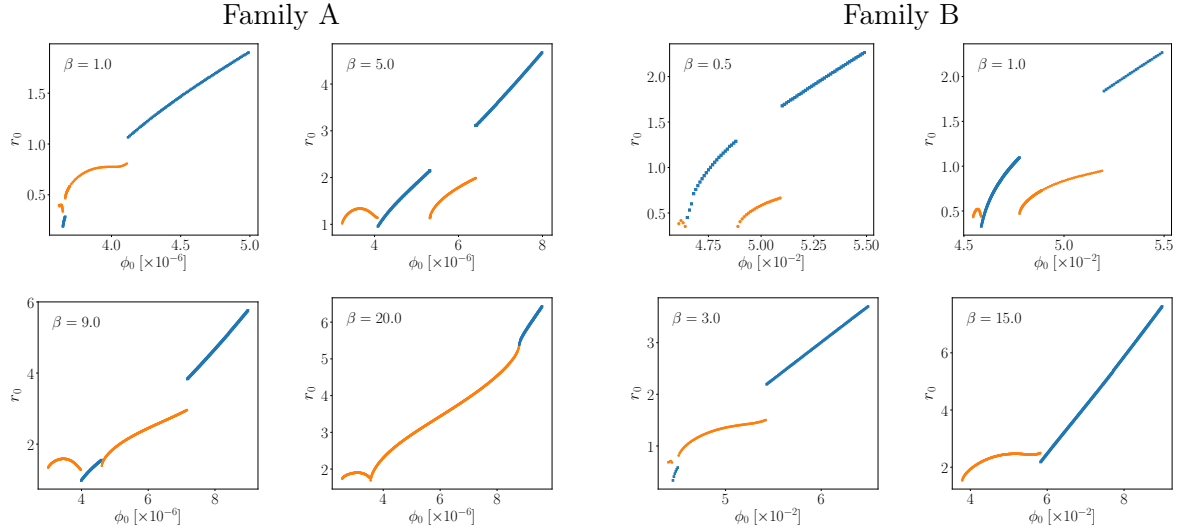 Family A
Family B
β = 1.0
r₀
1.5
1.0
0.5
4.0
4.5
5.0
ϕ₀ [×10⁻⁶]
β = 5.0
r₀
4
3
2
1
4
6
8
ϕ₀ [×10⁻⁶]
β = 0.5
r₀
2.0
1.5
1.0
0.5
4.75
5.00
5.25
5.50
ϕ₀ [×10⁻²]
β = 1.0
r₀
2.0
1.5
1.0
0.5
4.5
5.0
5.5
ϕ₀ [×10⁻²]
β = 9.0
r₀
6
4
2
4
6
8
ϕ₀ [×10⁻⁶]
β = 20.0
r₀
6
5
4
3
2
4
6
8
ϕ₀ [×10⁻⁶]
β = 3.0
r₀
3
2
1
5
6
ϕ₀ [×10⁻²]
β = 15.0
r₀
6
4
2
4
6
8
ϕ₀ [×10⁻²]